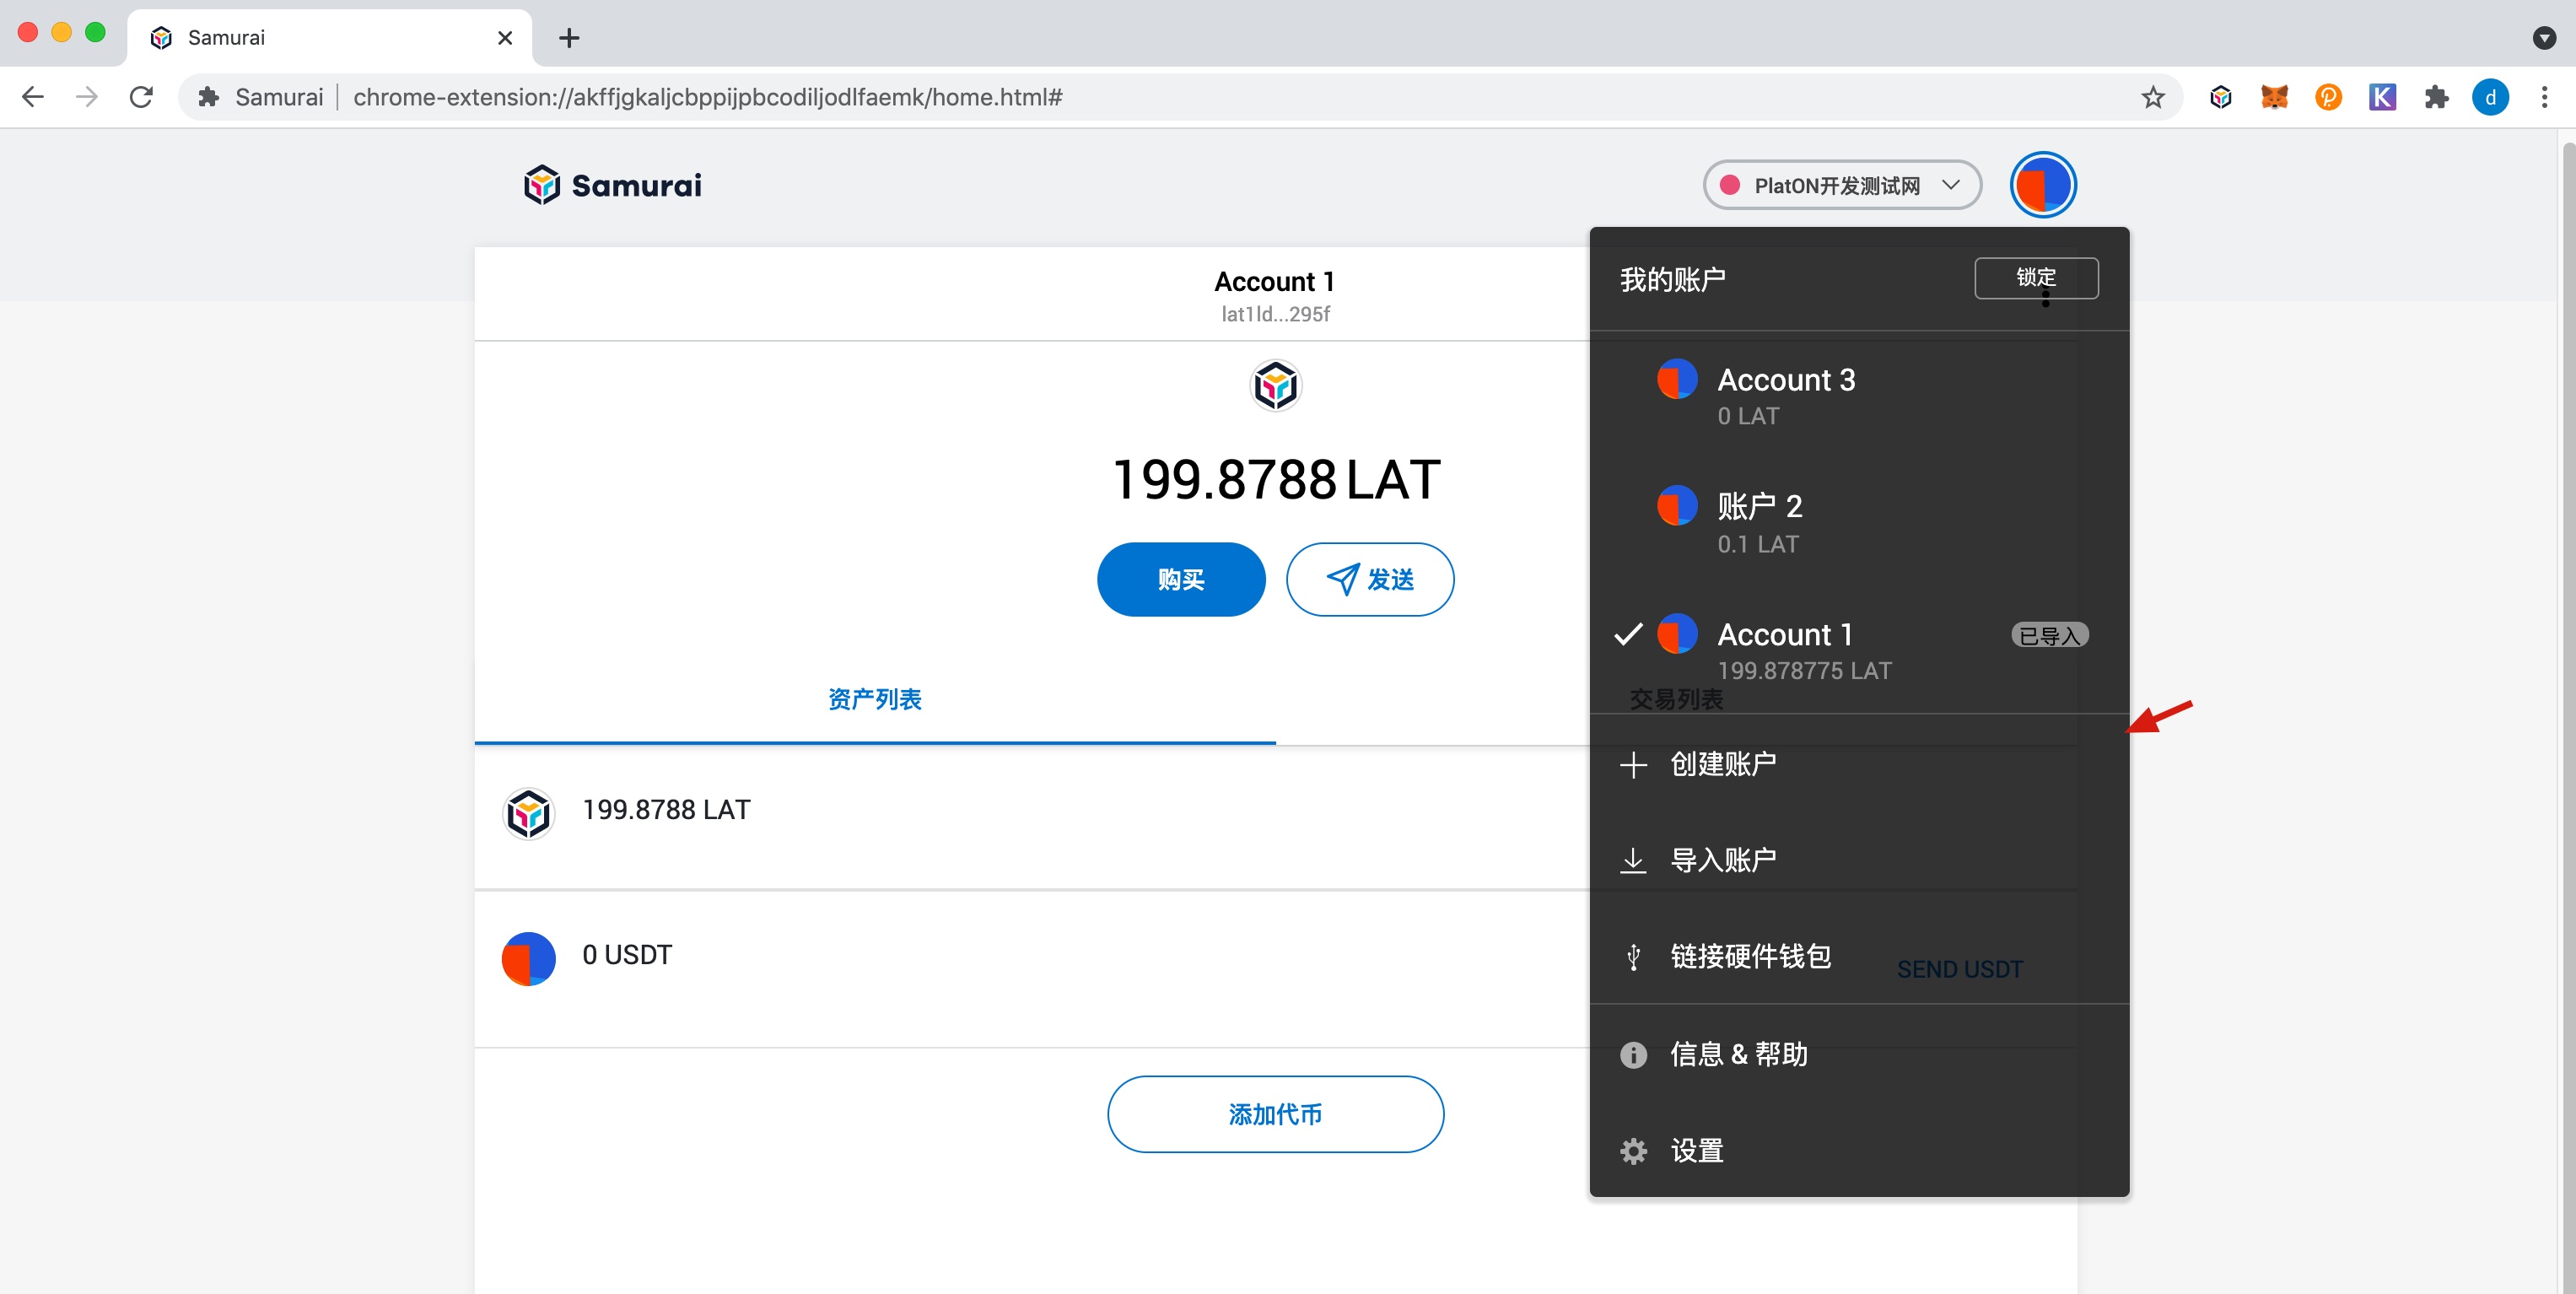 Samurai
Samurai
chrome-extension://akffjgkaljcbppijpbcodiljodlfaemk/home.html#
K
d
Samurai
PlatON开发测试网
Account 1
lat1ld...295f
199.8788 LAT
购买
发送
资产列表
交易列表
199.8788 LAT
0 USDT
SEND USDT
添加代币
我的账户
锁定
Account 3
0 LAT
账户 2
0.1 LAT
Account 1
已导入
199.878775 LAT
创建账户
导入账户
链接硬件钱包
信息 & 帮助
设置